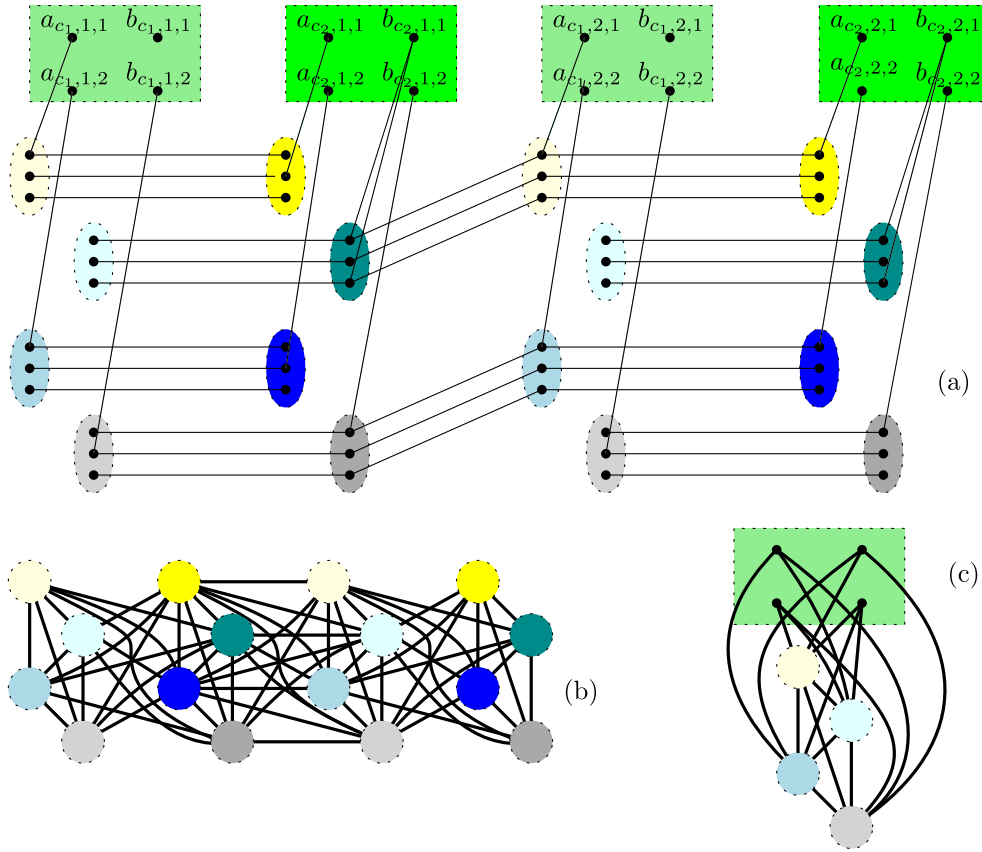 a_{c_1,1,1} b_{c_1,1,1} a_{c_2,1,1} b_{c_2,1,1} a_{c_1,2,1} b_{c_1,2,1} a_{c_2,2,1} b_{c_2,2,1}
a_{c_1,1,2} b_{c_1,1,2} a_{c_2,1,2} b_{c_2,1,2} a_{c_1,2,2} b_{c_1,2,2} a_{c_2,2,2} b_{c_2,2,2}
(a)
(b)
(c)